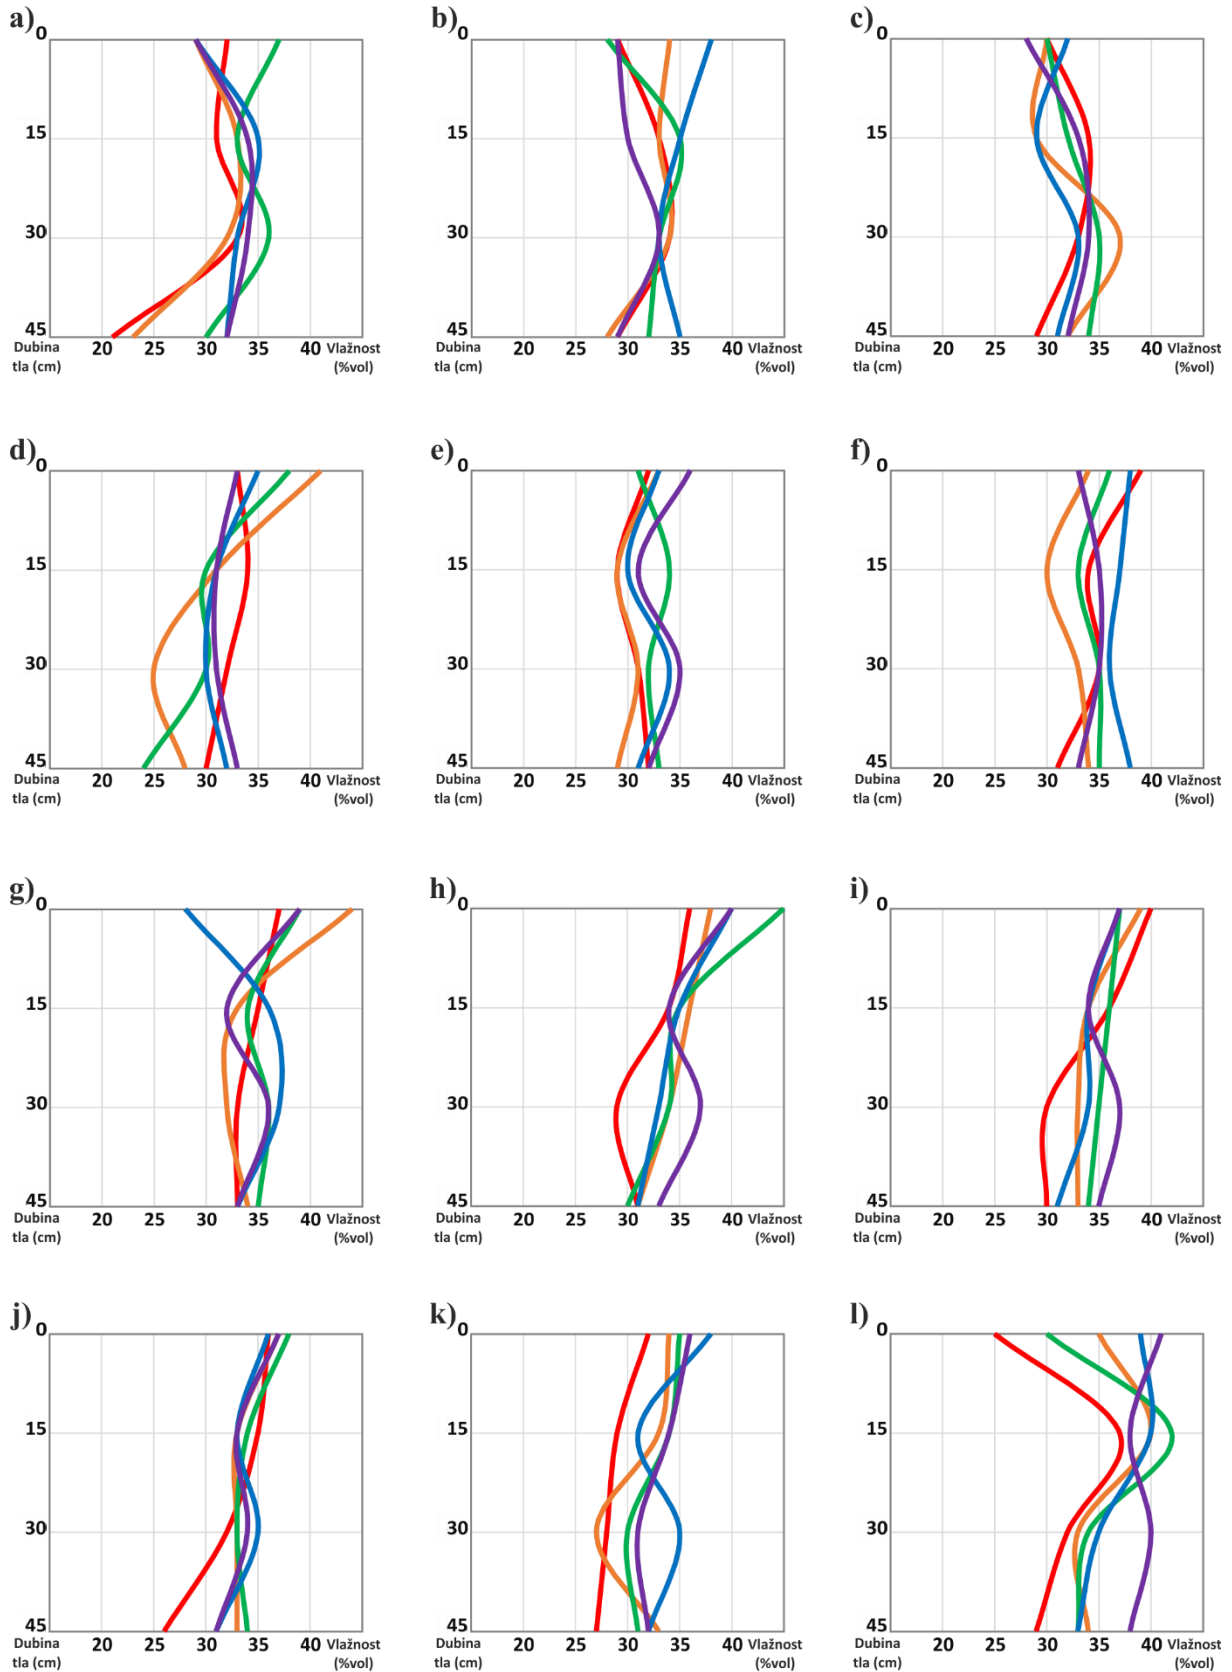 a) b) c)
0 0 0
15 15 15
30 30 30
45 45 45
Dubina 20 25 30 35 40 Vlažnost Dubina 20 25 30 35 40 Vlažnost Dubina 20 25 30 35 40 Vlažnost
tla (cm) (%vol) tla (cm) (%vol) tla (cm) (%vol)
d) e) f)
0 0 0
15 15 15
30 30 30
45 45 45
Dubina 20 25 30 35 40 Vlažnost Dubina 20 25 30 35 40 Vlažnost Dubina 20 25 30 35 40 Vlažnost
tla (cm) (%vol) tla (cm) (%vol) tla (cm) (%vol)
g) h) i)
0 0 0
15 15 15
30 30 30
45 45 45
Dubina 20 25 30 35 40 Vlažnost Dubina 20 25 30 35 40 Vlažnost Dubina 20 25 30 35 40 Vlažnost
tla (cm) (%vol) tla (cm) (%vol) tla (cm) (%vol)
j) k) l)
0 0 0
15 15 15
30 30 30
45 45 45
Dubina 20 25 30 35 40 Vlažnost Dubina 20 25 30 35 40 Vlažnost Dubina 20 25 30 35 40 Vlažnost
tla (cm) (%vol) tla (cm) (%vol) tla (cm) (%vol)